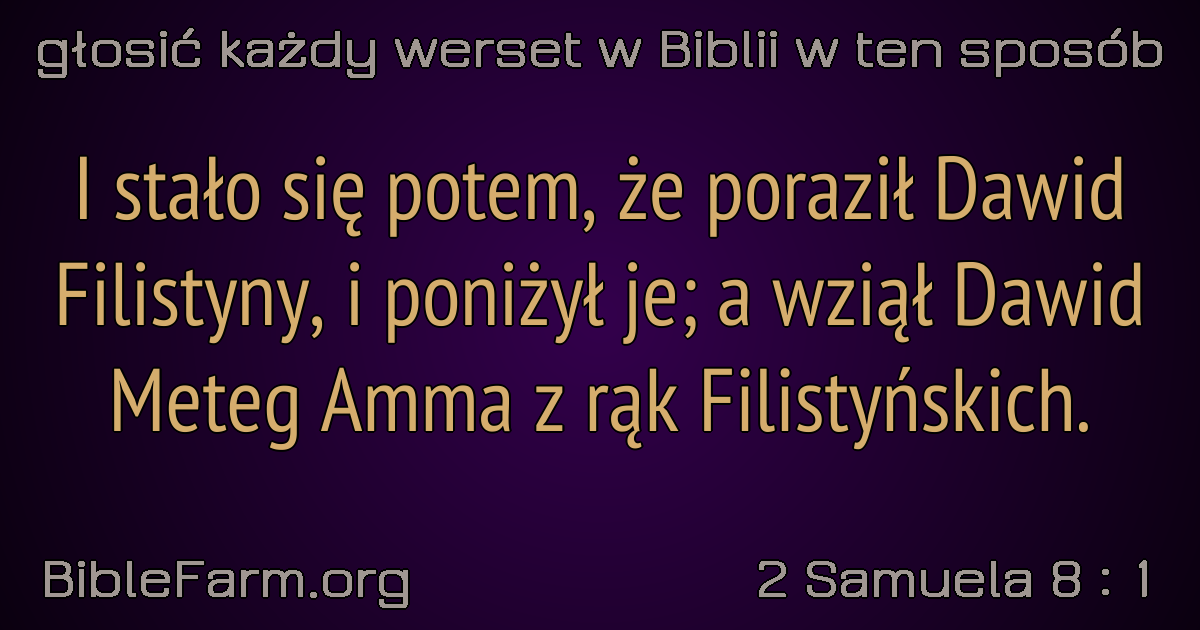 głosić każdy werset w Biblii w ten sposób
I stało się potem, że poraził Dawid
Filistyny, i poniżył je; a wziął Dawid
Meteg Amma z rąk Filistyńskich.
BibleFarm.org
2 Samuela 8 : 1